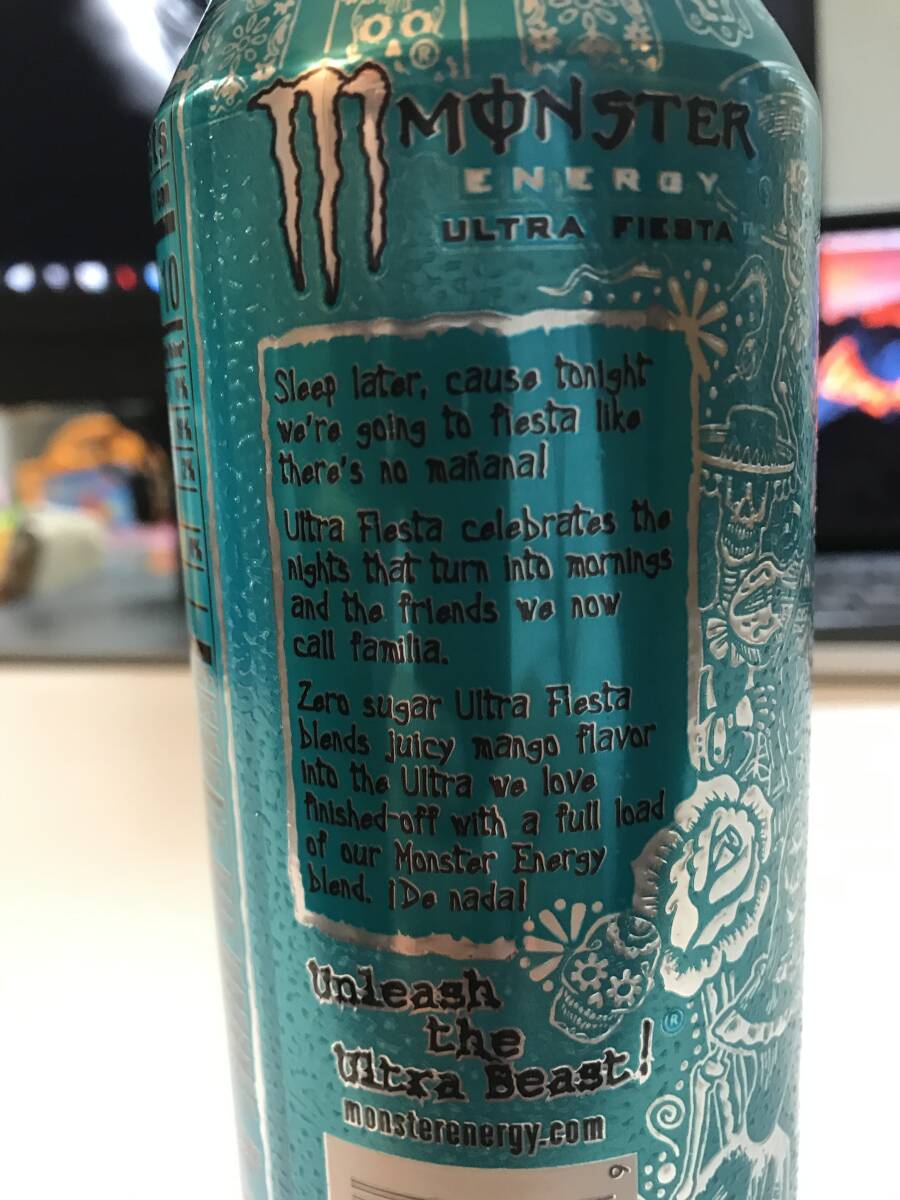 MONSTER
ENERGY
ULTRA FIESTA™
Sleep later, cause tonight
we're going to fiesta like
there's no mañana!
Ultra Fiesta celebrates the
nights that turn into mornings
and the friends we now
call familia.
Zero sugar Ultra Fiesta
blends juicy mango flavor
into the Ultra we love
finished-off with a full load
of our Monster Energy
blend. ¡De nada!
Unleash
the
Ultra Beast!®
monsterenergy.com